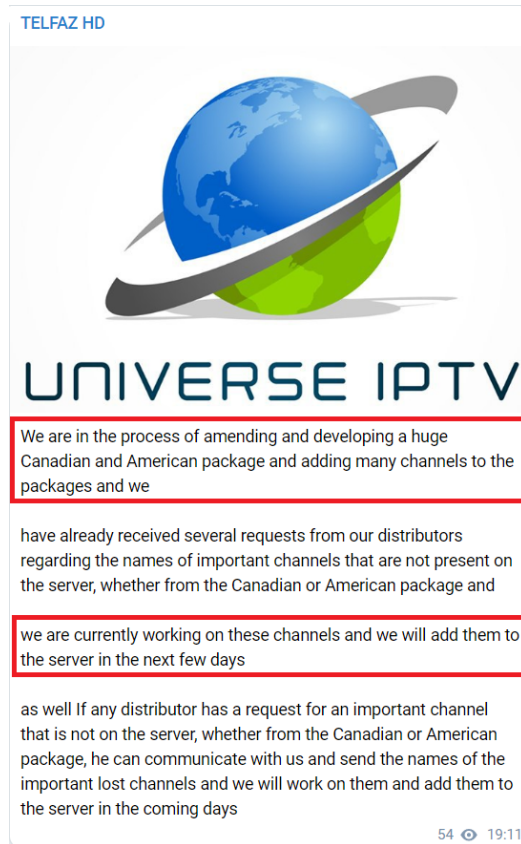 TELFAZ HD
UNIVERSE IPTV
We are in the process of amending and developing a huge
Canadian and American package and adding many channels to the
packages and we
have already received several requests from our distributors
regarding the names of important channels that are not present on
the server, whether from the Canadian or American package and
we are currently working on these channels and we will add them to
the server in the next few days
as well If any distributor has a request for an important channel
that is not on the server, whether from the Canadian or American
package, he can communicate with us and send the names of the
important lost channels and we will work on them and add them to
the server in the coming days
54 19:11